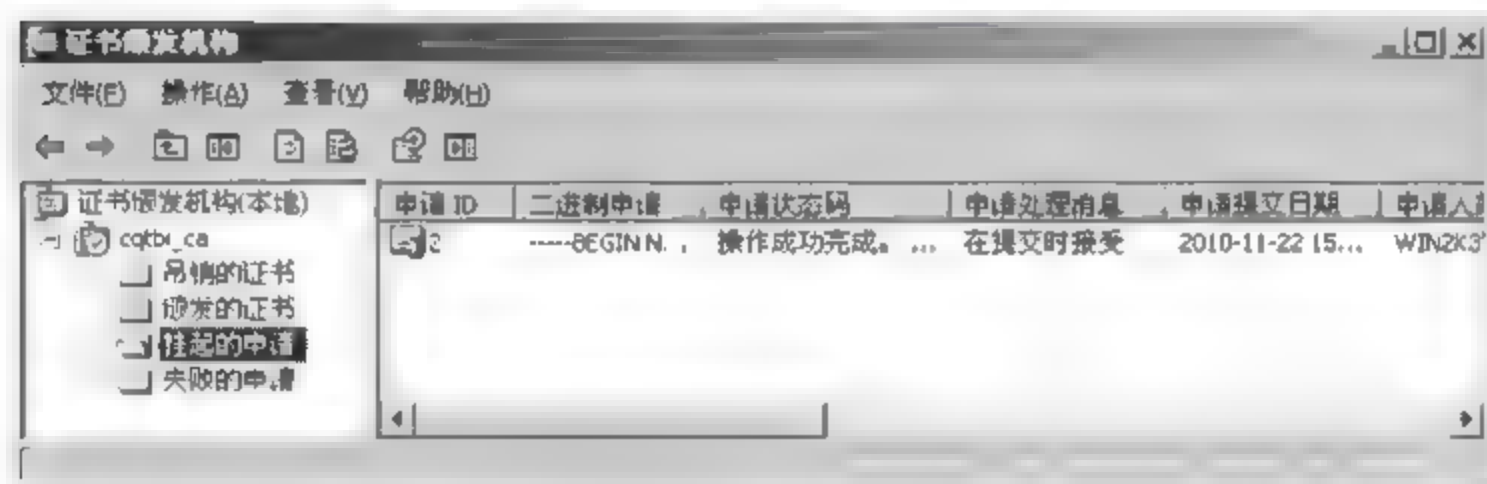 证书颁发机构
文件(F) 操作(A) 查看(V) 帮助(H)
证书颁发机构(本地)
cqtbi_ca
吊销的证书
颁发的证书
挂起的申请
失败的申请
申请 ID 二进制申请 申请状态码 申请处理消息 申请提交日期 申请人
-----BEGIN N... 操作成功完成。 ... 在提交时接受 2010-11-22 15... WIN2K3